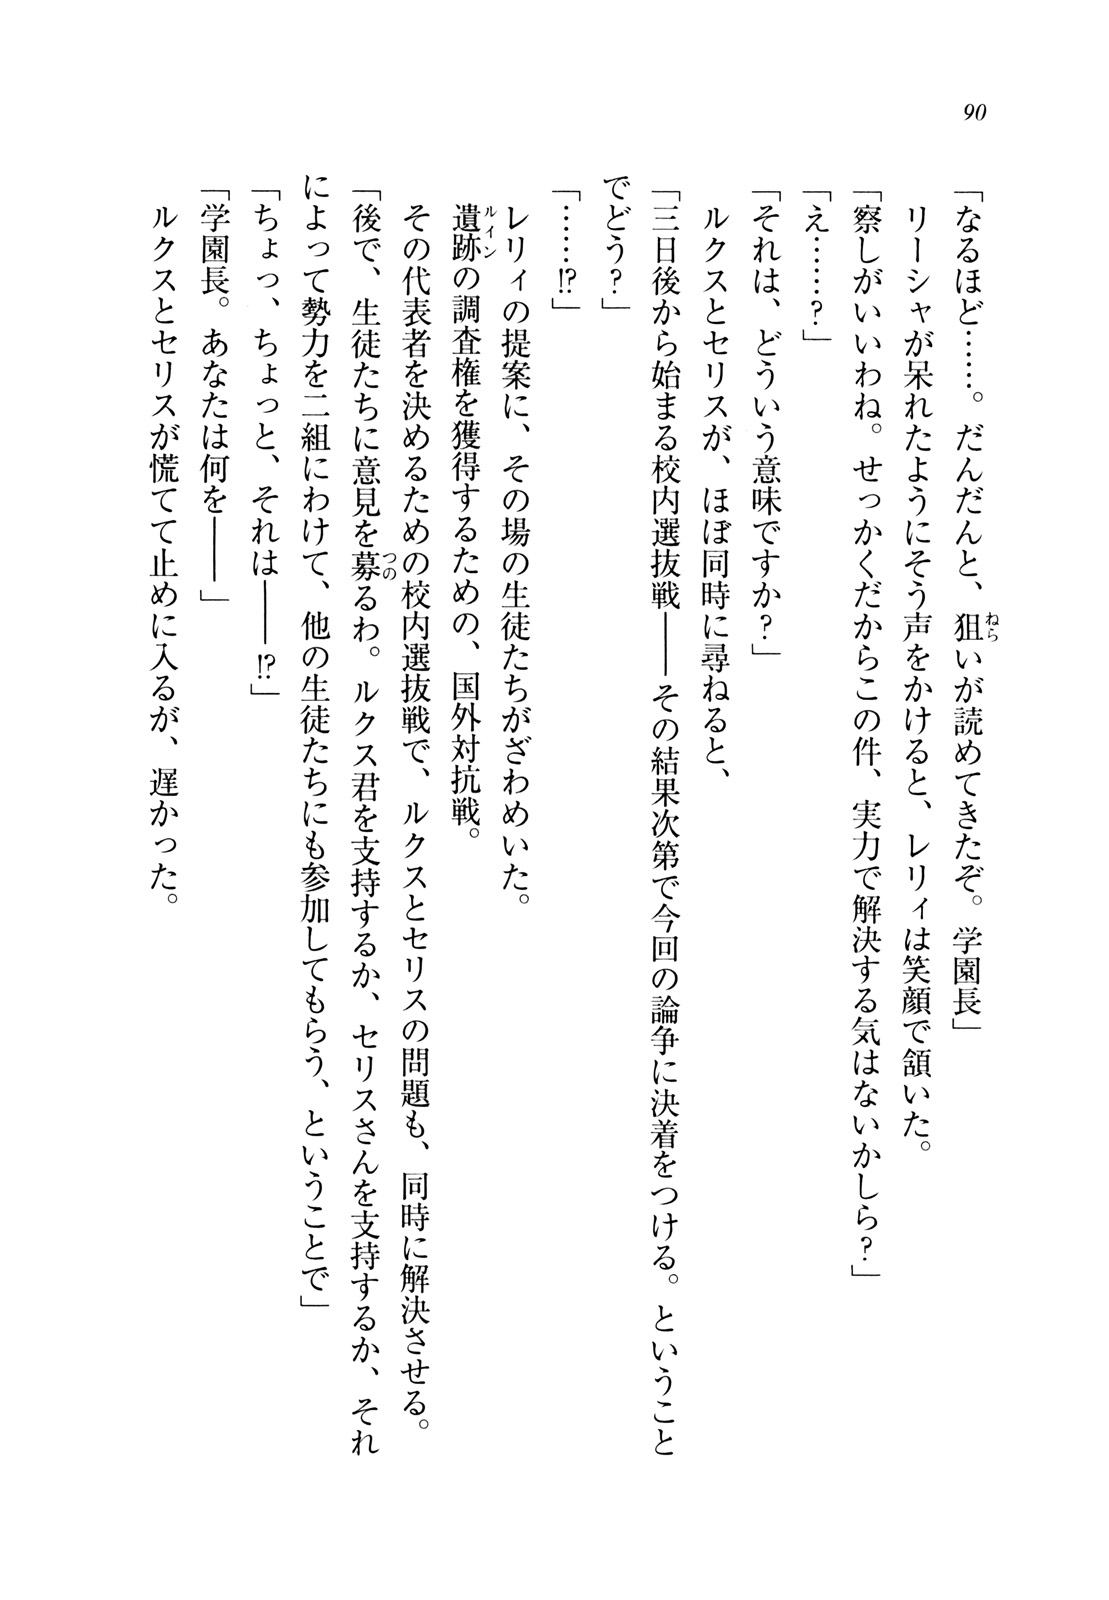 90
「なるほど……。だんだんと、狙いが読めてきたぞ。学園長」
リーシャが呆れたようにそう声をかけると、レリィは笑顔で頷いた。
「察しがいいわね。せっかくだからこの件、実力で解決する気はないかしら?」
「え……?」
「それは、どういう意味ですか?」
ルクスとセリスが、ほぼ同時に尋ねると、
「三日後から始まる校内選抜戦――その結果次第で今回の論争に決着をつける。ということ
でどう?」
「……!?」
レリィの提案に、その場の生徒たちがざわめいた。
遺跡の調査権を獲得するための、国外対抗戦。
その代表者を決めるための校内選抜戦で、ルクスとセリスの問題も、同時に解決させる。
「後で、生徒たちに意見を募るわ。ルクス君を支持するか、セリスさんを支持するか、それ
によって勢力を二組にわけて、他の生徒たちにも参加してもらう、ということで」
「ちょっ、ちょっと、それは――!?」
「学園長。あなたは何を――」
ルクスとセリスが慌てて止めに入るが、遅かった。
ねら
ルイン
つの